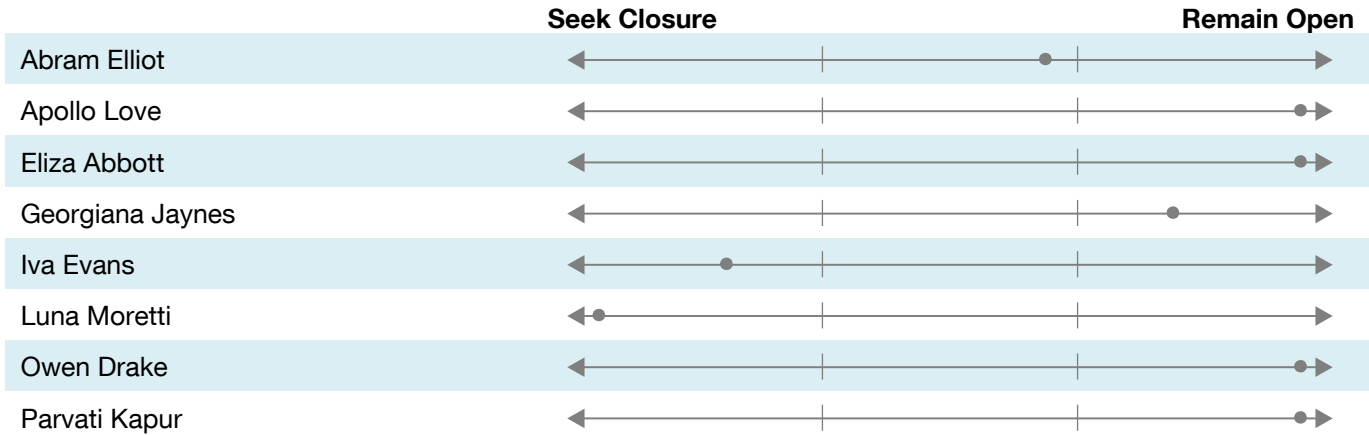 Seek Closure Remain Open
Abram Elliot
Apollo Love
Eliza Abbott
Georgiana Jaynes
Iva Evans
Luna Moretti
Owen Drake
Parvati Kapur